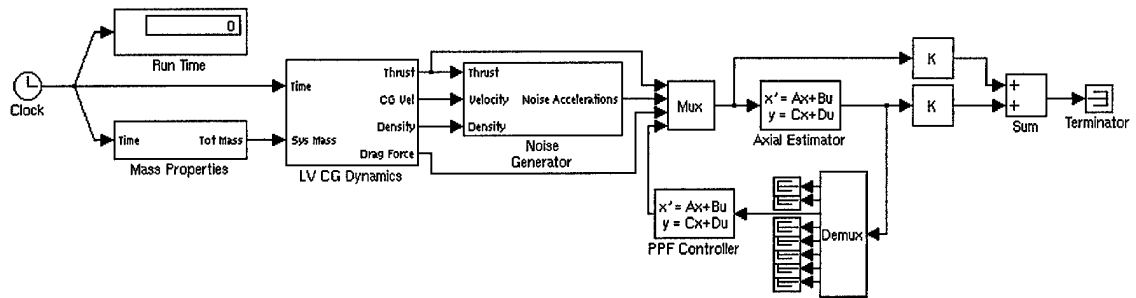 0
Run Time
Clock
Time
Tot Mass
Mass Properties
Time
Sys Mass
Thrust
CG Vel
Density
Drag Force
LV CG Dynamics
Thrust
Velocity
Density
Noise Accelerations
Noise
Generator
Mux
x' = Ax+Bu
y = Cx+Du
Axial Estimator
K
K
+
+
Sum
Terminator
x' = Ax+Bu
y = Cx+Du
PPF Controller
Demux